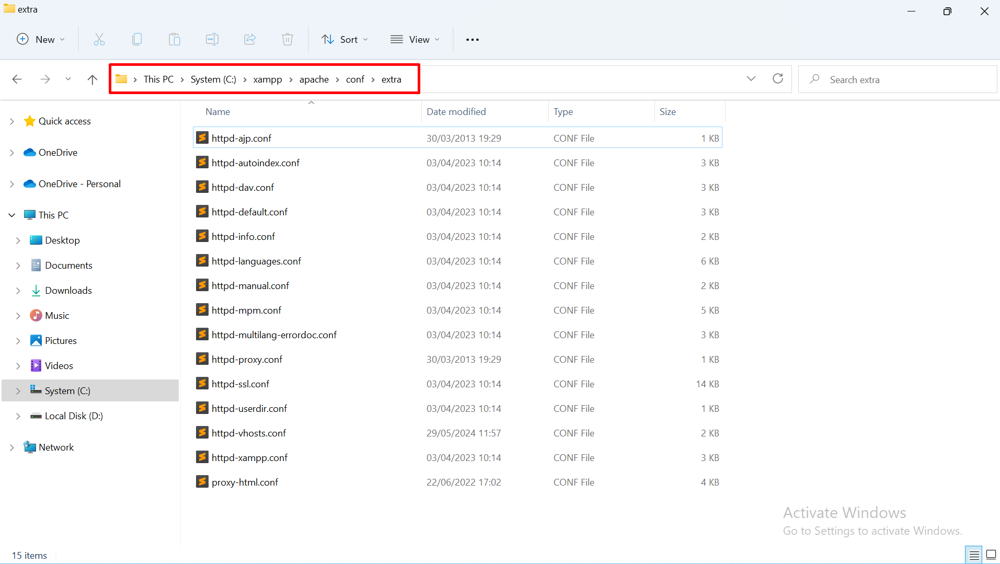 extra
New Sort View
This PC System (C:) xampp apache conf extra
Search extra
Name Date modified Type Size
Quick access
OneDrive
OneDrive - Personal
This PC
Desktop
Documents
Downloads
Music
Pictures
Videos
System (C:)
Local Disk (D:)
Network
httpd-ajp.conf 30/03/2013 19:29 CONF File 1 KB
httpd-autoindex.conf 03/04/2023 10:14 CONF File 3 KB
httpd-dav.conf 03/04/2023 10:14 CONF File 3 KB
httpd-default.conf 03/04/2023 10:14 CONF File 3 KB
httpd-info.conf 03/04/2023 10:14 CONF File 2 KB
httpd-languages.conf 03/04/2023 10:14 CONF File 6 KB
httpd-manual.conf 03/04/2023 10:14 CONF File 2 KB
httpd-mpm.conf 03/04/2023 10:14 CONF File 5 KB
httpd-multilang-errordoc.conf 03/04/2023 10:14 CONF File 3 KB
httpd-proxy.conf 30/03/2013 19:29 CONF File 1 KB
httpd-ssl.conf 03/04/2023 10:14 CONF File 14 KB
httpd-userdir.conf 03/04/2023 10:14 CONF File 1 KB
httpd-vhosts.conf 29/05/2024 11:57 CONF File 2 KB
httpd-xampp.conf 03/04/2023 10:14 CONF File 3 KB
proxy-html.conf 22/06/2022 17:02 CONF File 4 KB
Activate Windows
Go to Settings to activate Windows.
15 items